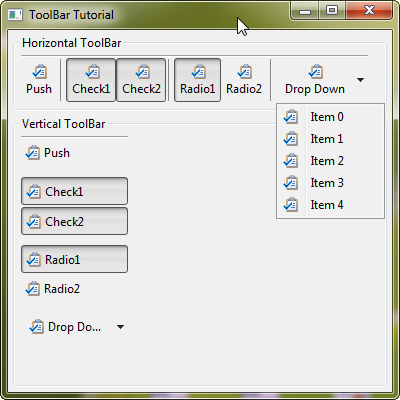 ToolBar Tutorial
Horizontal ToolBar
Push Check1 Check2 Radio1 Radio2 Drop Down
Item 0
Item 1
Item 2
Item 3
Item 4
Vertical ToolBar
Push
Check1
Check2
Radio1
Radio2
Drop Do...